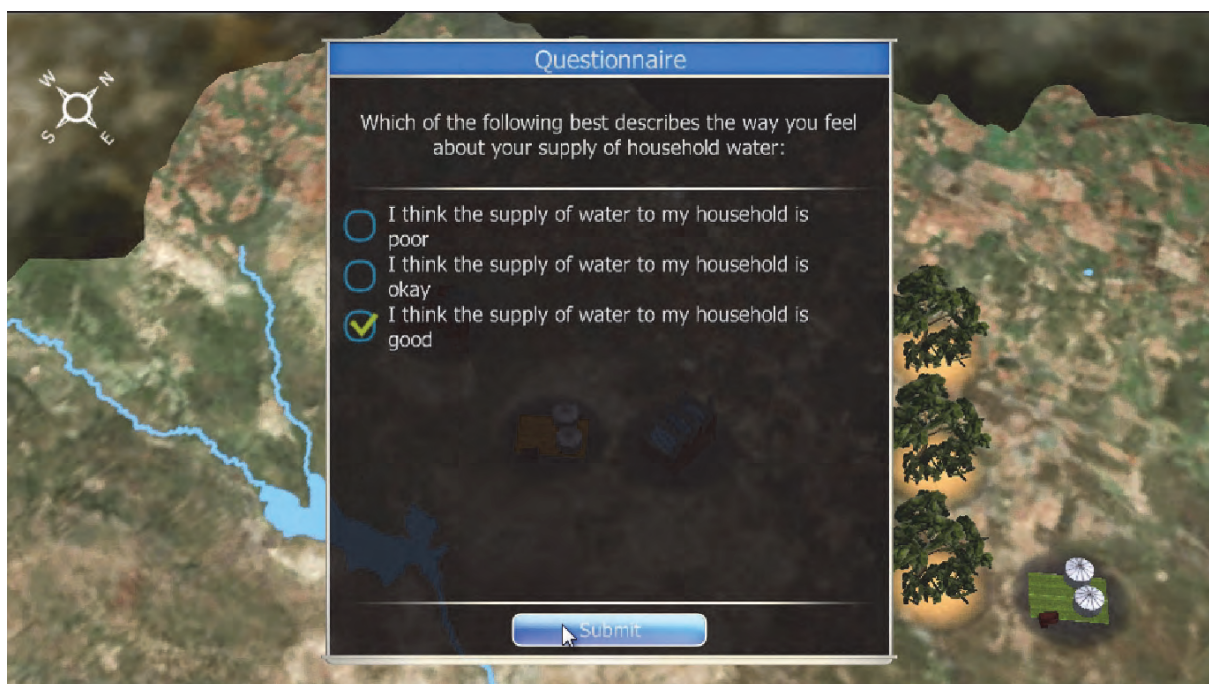 Questionnaire
W
N
S
E
Which of the following best describes the way you feel
about your supply of household water:
I think the supply of water to my household is
poor
I think the supply of water to my household is
okay
I think the supply of water to my household is
good
Submit